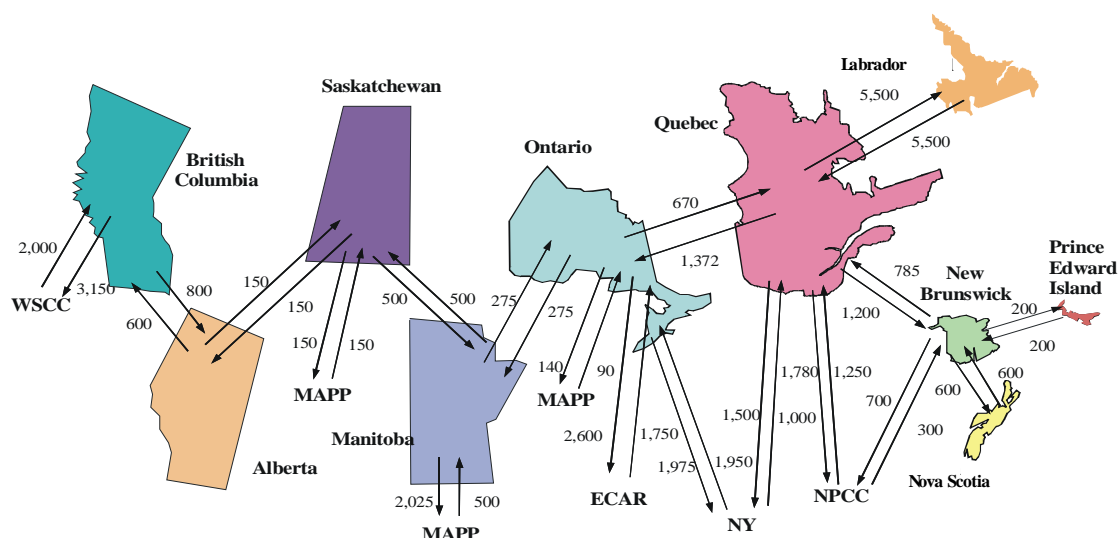 Labrador
5,500
Saskatchewan
Quebec
Ontario
5,500
British
Columbia
670
2,000
1,372
Prince
Edward
Island
785
New
Brunswick
WSCC
3,150
800
150
500
275
200
150
500
275
1,200
600
200
150
150
140
90
1,780
1,250
600
600
MAPP
MAPP
700
1,500
1,000
300
Manitoba
2,600
1,750
Alberta
1,975
1,950
Nova Scotia
2,025
500
ECAR
NPCC
NY
MAPP